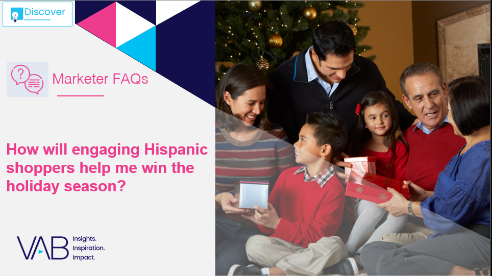 Discover
Marketer FAQs
How will engaging Hispanic
shoppers help me win the
holiday season?
VAB
Insights.
Inspiration.
Impact.